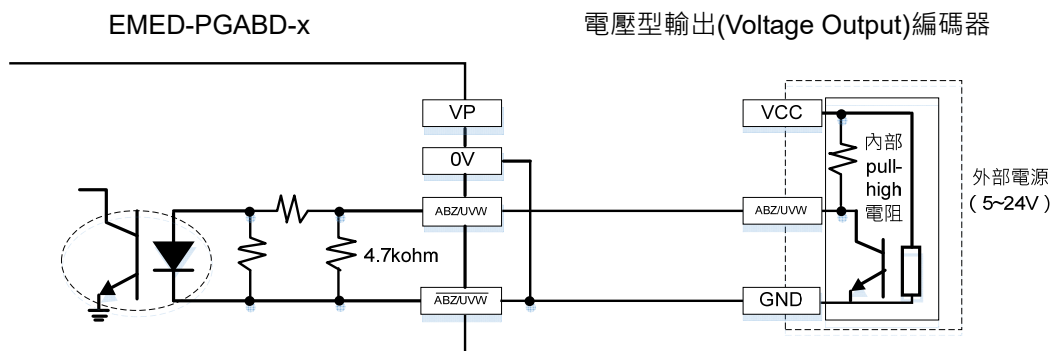 EMED-PGABD-x
電壓型輸出(Voltage Output)編碼器
VP
0V
ABZ/UVW
4.7kohm
ABZ/UVW
VCC
ABZ/UVW
GND
內部
pull-
high
電阻
外部電源
( 5~24V )